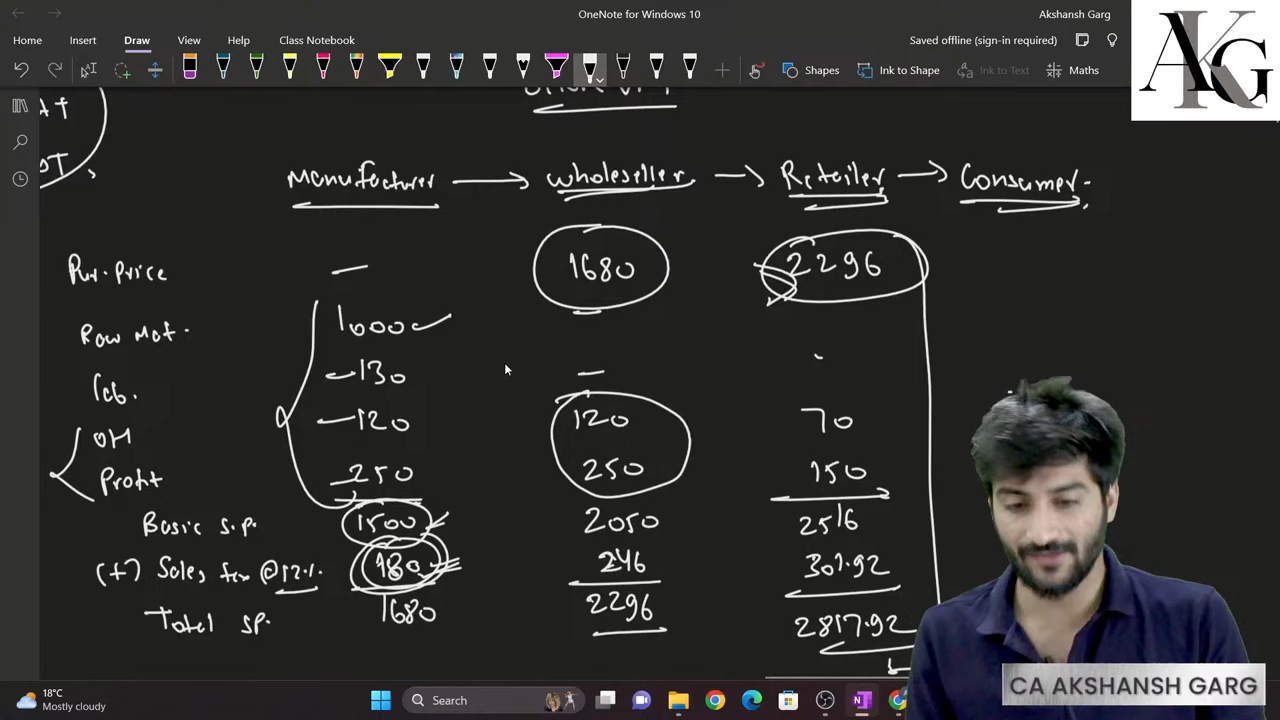 OneNote for Windows 10
Akshansh Garg
Home Insert Draw View Help Class Notebook
Saved offline (sign-in required)
Shapes Ink to Shape Ink to Text Maths
AKG
AT
OT
Manufacturer → Wholeseller → Retailer → Consumer.
Pur. Price — 1680 2296
Raw Mat. 1000
Lab. 130 —
OH 120 120 70
Profit 250 250 150
Basic s.p. 1500 2050 2516
(+) Sales tax @12%. 180 246 301.92
Total sp. 1680 2296 2817.92
CA AKSHANSH GARG
18°C
Mostly cloudy
Search